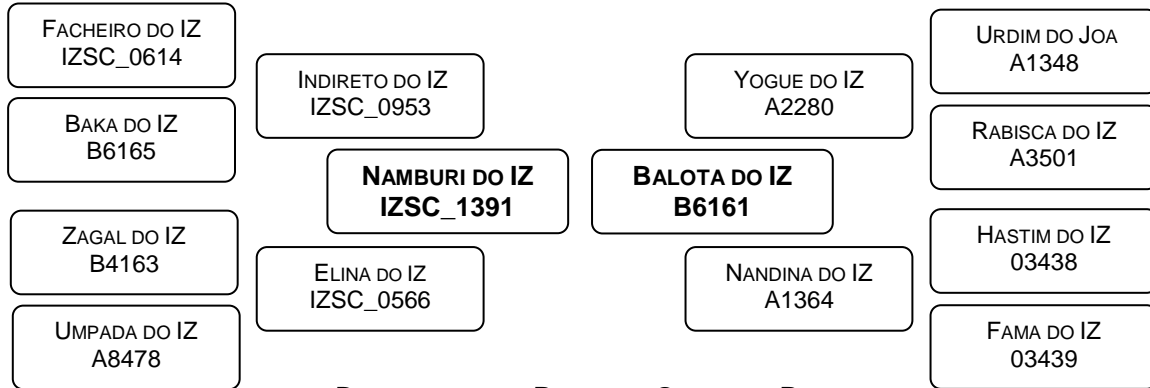 FACHEIRO DO IZ
IZSC_0614
BAKA DO IZ
B6165
INDIRETO DO IZ
IZSC_0953
NAMBURI DO IZ
IZSC_1391
ZAGAL DO IZ
B4163
UMPADA DO IZ
A8478
ELINA DO IZ
IZSC_0566
YOGUE DO IZ
A2280
BALOTA DO IZ
B6161
NANDINA DO IZ
A1364
URDIM DO JOA
A1348
RABISCA DO IZ
A3501
HASTIM DO IZ
03438
FAMA DO IZ
03439